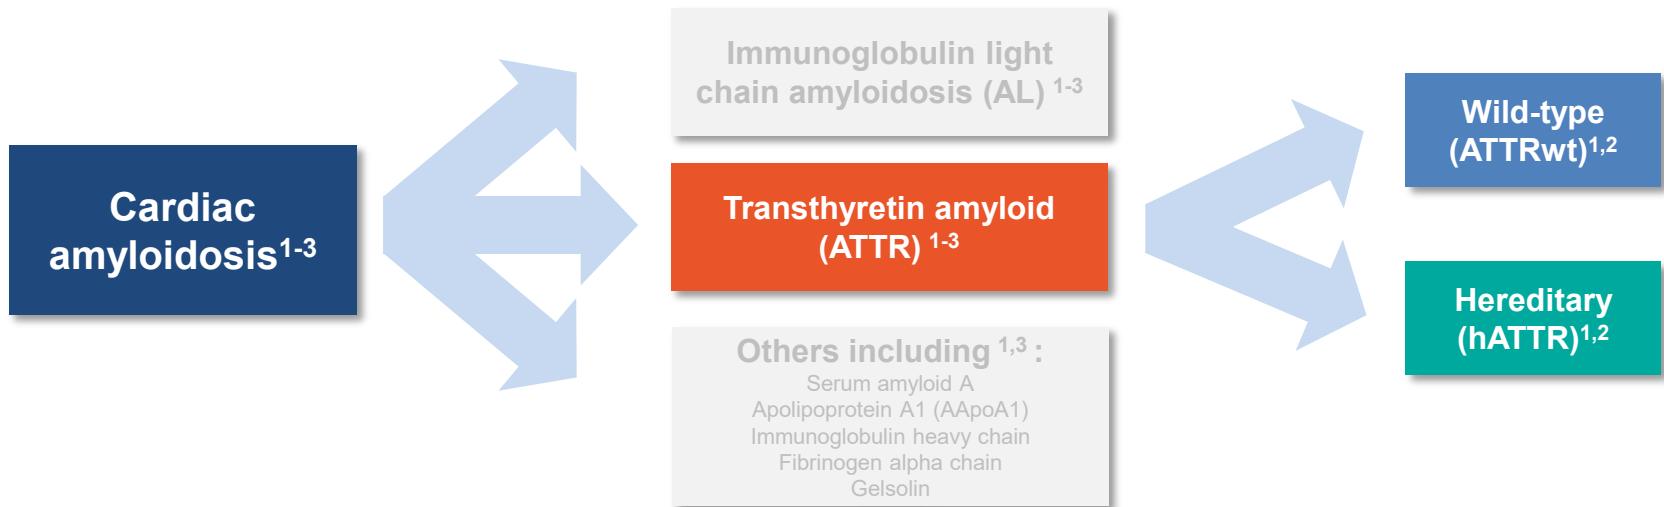 Cardiac
amyloidosis1-3
Immunoglobulin light
chain amyloidosis (AL) 1-3
Transthyretin amyloid
(ATTR) 1-3
Others including 1,3 :
Serum amyloid A
Apolipoprotein A1 (AApoA1)
Immunoglobulin heavy chain
Fibrinogen alpha chain
Gelsolin
Wild-type
(ATTRwt)1,2
Hereditary
(hATTR)1,2